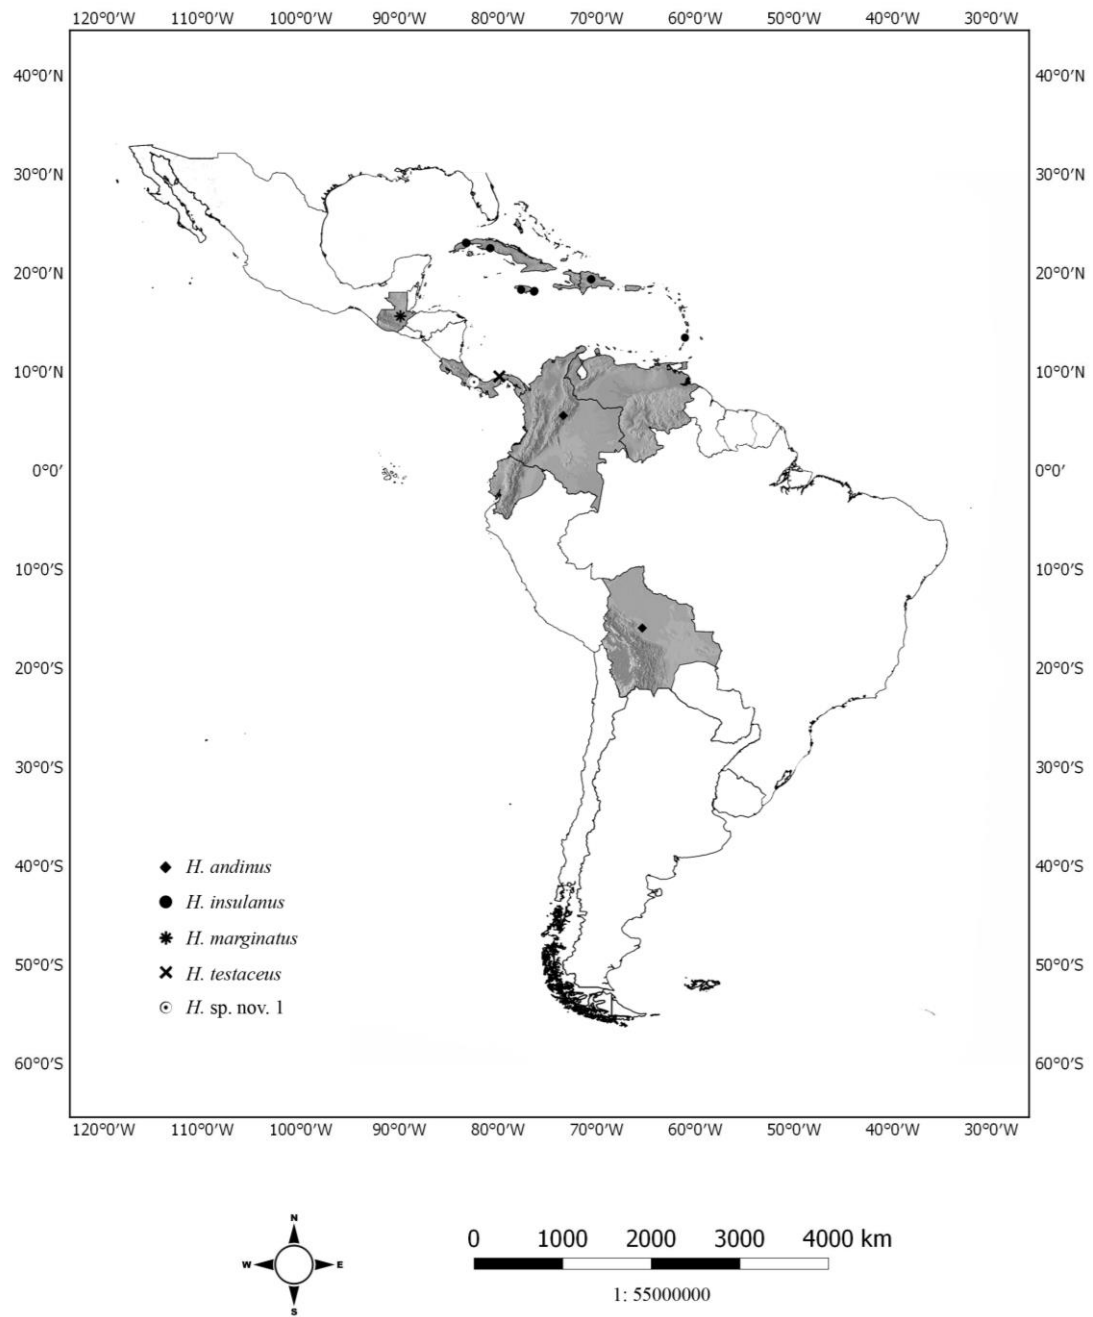 120°0′W 110°0′W 100°0′W 90°0′W 80°0′W 70°0′W 60°0′W 50°0′W 40°0′W 30°0′W
40°0′N 40°0′N
30°0′N 30°0′N
20°0′N 20°0′N
10°0′N 10°0′N
0°0′ 0°0′
10°0′S 10°0′S
20°0′S 20°0′S
30°0′S 30°0′S
40°0′S 40°0′S
50°0′S 50°0′S
60°0′S 60°0′S
H. andinus
H. insulanus
H. marginatus
H. testaceus
H. sp. nov. 1
120°0′W 110°0′W 100°0′W 90°0′W 80°0′W 70°0′W 60°0′W 50°0′W 40°0′W 30°0′W
N
W E
S
0 1000 2000 3000 4000 km
1: 55000000